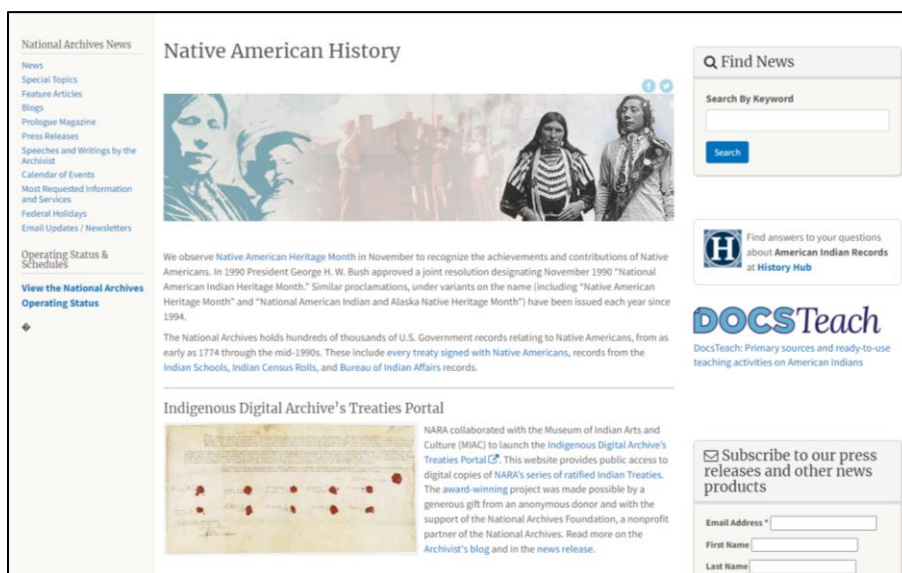 National Archives News
News
Special Topics
Feature Articles
Blogs
Prologue Magazine
Press Releases
Speeches and Writings by the
Archivist
Calendar of Events
Most Requested Information
and Services
Federal Holidays
Email Updates / Newsletters
Operating Status &
Schedules
View the National Archives
Operating Status
Native American History
We observe Native American Heritage Month in November to recognize the achievements and contributions of Native
Americans. In 1990 President George H. W. Bush approved a joint resolution designating November 1990 “National
American Indian Heritage Month.” Similar proclamations, under variants on the name (including “Native American
Heritage Month” and “National American Indian and Alaska Native Heritage Month”) have been issued each year since
1994.
The National Archives holds hundreds of thousands of U.S. Government records relating to Native Americans, from as
early as 1774 through the mid-1990s. These include every treaty signed with Native Americans, records from the
Indian Schools, Indian Census Rolls, and Bureau of Indian Affairs records.
Indigenous Digital Archive’s Treaties Portal
NARA collaborated with the Museum of Indian Arts and
Culture (MIAC) to launch the Indigenous Digital Archive’s
Treaties Portal. This website provides public access to
digital copies of NARA’s series of ratified Indian Treaties.
The award-winning project was made possible by a
generous gift from an anonymous donor and with the
support of the National Archives Foundation, a nonprofit
partner of the National Archives. Read more on the
Archivist’s blog and in the news release.
Find News
Search By Keyword
Search
H
Find answers to your questions
about American Indian Records
at History Hub
DOCSTeach
DocsTeach: Primary sources and ready-to-use
teaching activities on American Indians
Subscribe to our press
releases and other news
products
Email Address *
First Name
Last Name